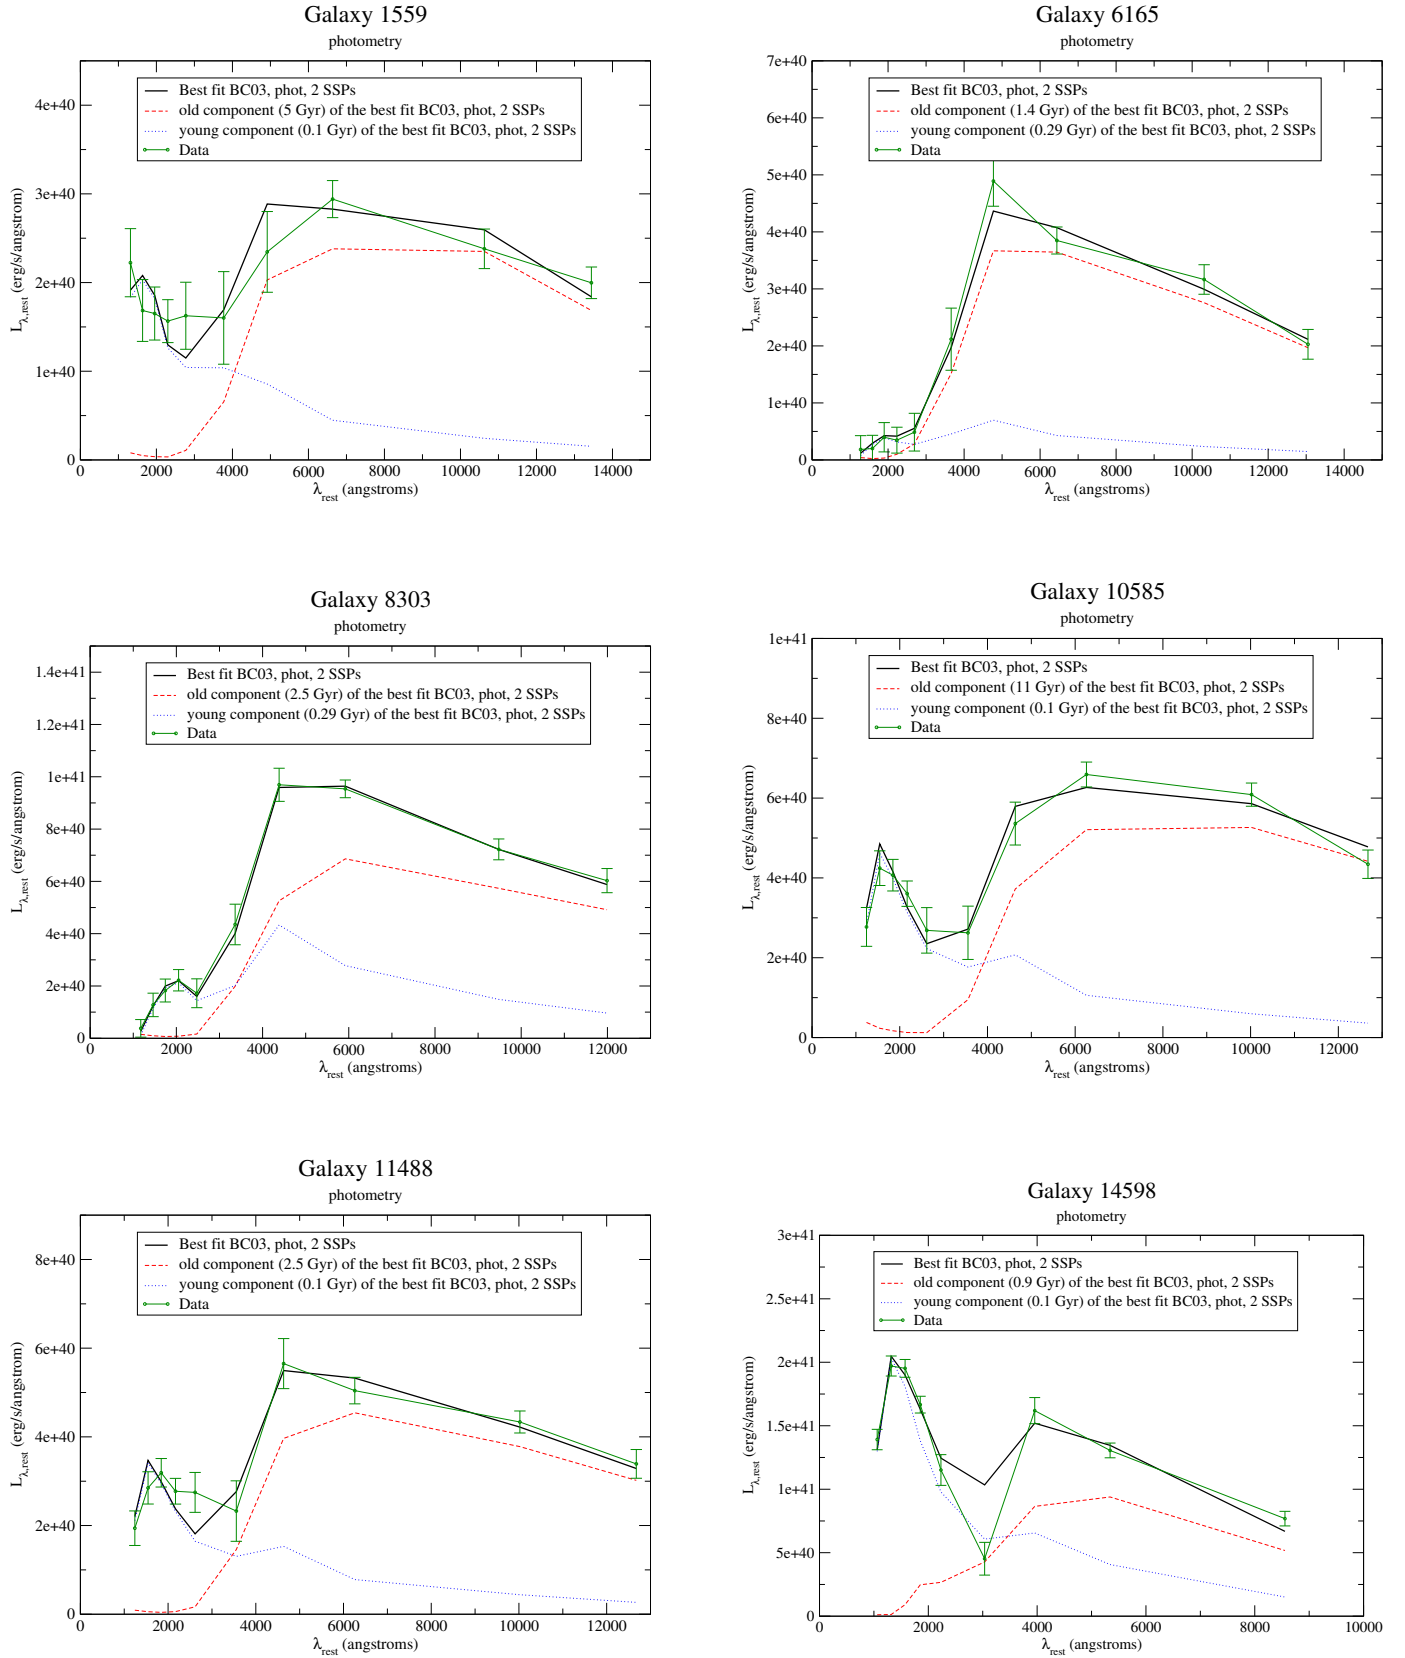 Galaxy 1559
photometry
Best fit BC03, phot, 2 SSPs
old component (5 Gyr) of the best fit BC03, phot, 2 SSPs
young component (0.1 Gyr) of the best fit BC03, phot, 2 SSPs
Data
4e+40
3e+40
2e+40
1e+40
0
L_λ,rest (erg/s/angstrom)
0 2000 4000 6000 8000 10000 12000 14000
λ_rest (angstroms)
Galaxy 6165
photometry
Best fit BC03, phot, 2 SSPs
old component (1.4 Gyr) of the best fit BC03, phot, 2 SSPs
young component (0.29 Gyr) of the best fit BC03, phot, 2 SSPs
Data
7e+40
6e+40
5e+40
4e+40
3e+40
2e+40
1e+40
0
L_λ,rest (erg/s/angstrom)
0 2000 4000 6000 8000 10000 12000 14000
λ_rest (angstroms)
Galaxy 8303
photometry
Best fit BC03, phot, 2 SSPs
old component (2.5 Gyr) of the best fit BC03, phot, 2 SSPs
young component (0.29 Gyr) of the best fit BC03, phot, 2 SSPs
Data
1.4e+41
1.2e+41
1e+41
8e+40
6e+40
4e+40
2e+40
0
L_λ,rest (erg/s/angstrom)
0 2000 4000 6000 8000 10000 12000
λ_rest (angstroms)
Galaxy 10585
photometry
Best fit BC03, phot, 2 SSPs
old component (11 Gyr) of the best fit BC03, phot, 2 SSPs
young component (0.1 Gyr) of the best fit BC03, phot, 2 SSPs
Data
1e+41
8e+40
6e+40
4e+40
2e+40
0
L_λ,rest (erg/s/angstrom)
0 2000 4000 6000 8000 10000 12000
λ_rest (angstroms)
Galaxy 11488
photometry
Best fit BC03, phot, 2 SSPs
old component (2.5 Gyr) of the best fit BC03, phot, 2 SSPs
young component (0.1 Gyr) of the best fit BC03, phot, 2 SSPs
Data
8e+40
6e+40
4e+40
2e+40
0
L_λ,rest (erg/s/angstrom)
0 2000 4000 6000 8000 10000 12000
λ_rest (angstroms)
Galaxy 14598
photometry
Best fit BC03, phot, 2 SSPs
old component (0.9 Gyr) of the best fit BC03, phot, 2 SSPs
young component (0.1 Gyr) of the best fit BC03, phot, 2 SSPs
Data
3e+41
2.5e+41
2e+41
1.5e+41
1e+41
5e+40
0
L_λ,rest (erg/s/angstrom)
0 2000 4000 6000 8000 10000
λ_rest (angstroms)